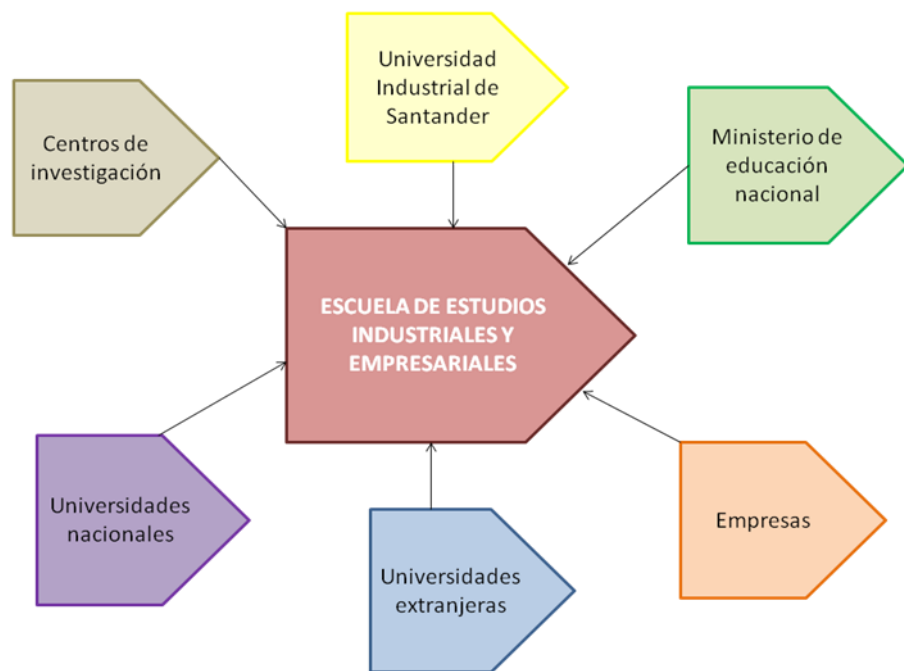 Universidad
Industrial de
Santander
Centros de
investigación
Ministerio de
educación
nacional
ESCUELA DE ESTUDIOS
INDUSTRIALES Y
EMPRESARIALES
Universidades
nacionales
Universidades
extranjeras
Empresas